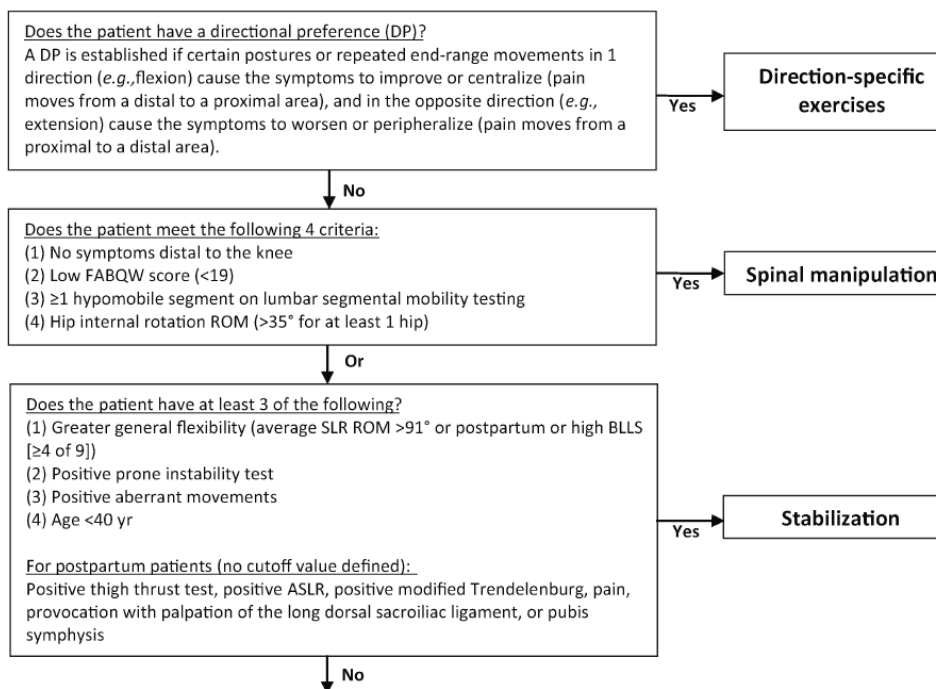 Does the patient have a directional preference (DP)?
A DP is established if certain postures or repeated end-range movements in 1
direction (e.g.,flexion) cause the symptoms to improve or centralize (pain
moves from a distal to a proximal area), and in the opposite direction (e.g.,
extension) cause the symptoms to worsen or peripheralize (pain moves from a
proximal to a distal area).
Yes
Direction-specific
exercises
No
Does the patient meet the following 4 criteria:
(1) No symptoms distal to the knee
(2) Low FABQW score (<19)
(3) ≥1 hypomobile segment on lumbar segmental mobility testing
(4) Hip internal rotation ROM (>35° for at least 1 hip)
Yes
Spinal manipulation
Or
Does the patient have at least 3 of the following?
(1) Greater general flexibility (average SLR ROM >91° or postpartum or high BLLS
[≥4 of 9])
(2) Positive prone instability test
(3) Positive aberrant movements
(4) Age <40 yr
For postpartum patients (no cutoff value defined):
Positive thigh thrust test, positive ASLR, positive modified Trendelenburg, pain,
provocation with palpation of the long dorsal sacroiliac ligament, or pubis
symphysis
Yes
Stabilization
No